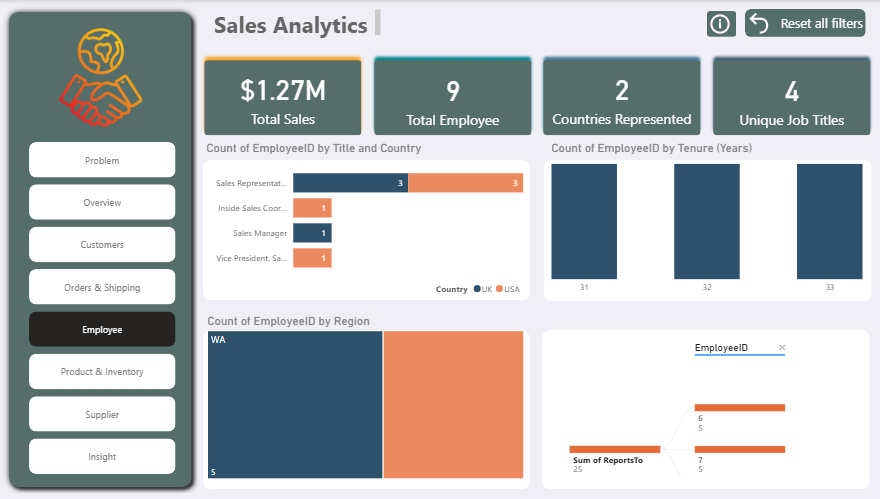 Sales Analytics
Reset all filters
$1.27M
Total Sales
9
Total Employee
2
Countries Represented
4
Unique Job Titles
Problem
Overview
Customers
Orders & Shipping
Employee
Product & Inventory
Supplier
Insight
Count of EmployeeID by Title and Country
Sales Representat...
3
3
Inside Sales Coor...
1
Sales Manager
1
Vice President, Sa...
1
Country
UK
USA
Count of EmployeeID by Tenure (Years)
31
32
33
Count of EmployeeID by Region
WA
5
EmployeeID
6
5
Sum of ReportsTo
25
7
5